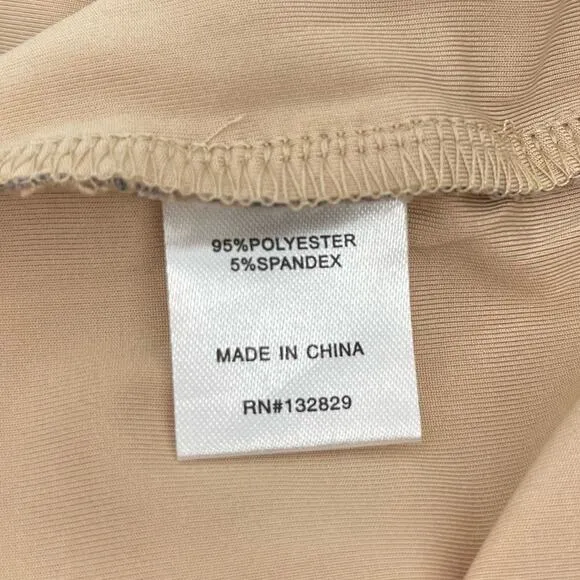 95%POLYESTER
5%SPANDEX
MADE IN CHINA
RN#132829